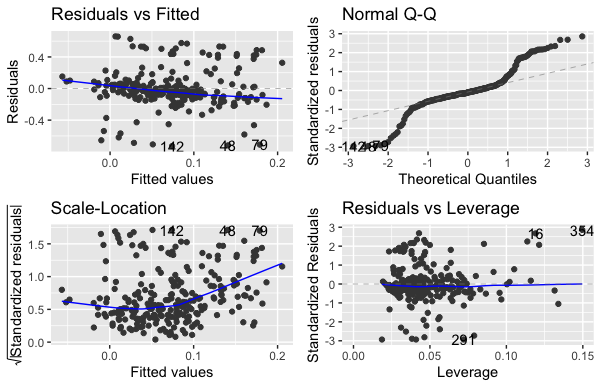 Residuals vs Fitted
Residuals
0.4
0.0
-0.4
142 48 79
0.0 0.1 0.2
Fitted values
Normal Q-Q
Standardized residuals
3
2
1
0
-1
-2
-3
79
-3 -2 -1 0 1 2 3
Theoretical Quantiles
Scale-Location
√|Standardized residuals|
1.5
1.0
0.5
0.0
142 48 79
0.0 0.1 0.2
Fitted values
Residuals vs Leverage
Standardized Residuals
3
2
1
0
-1
-2
-3
16 354
291
0.00 0.05 0.10 0.15
Leverage